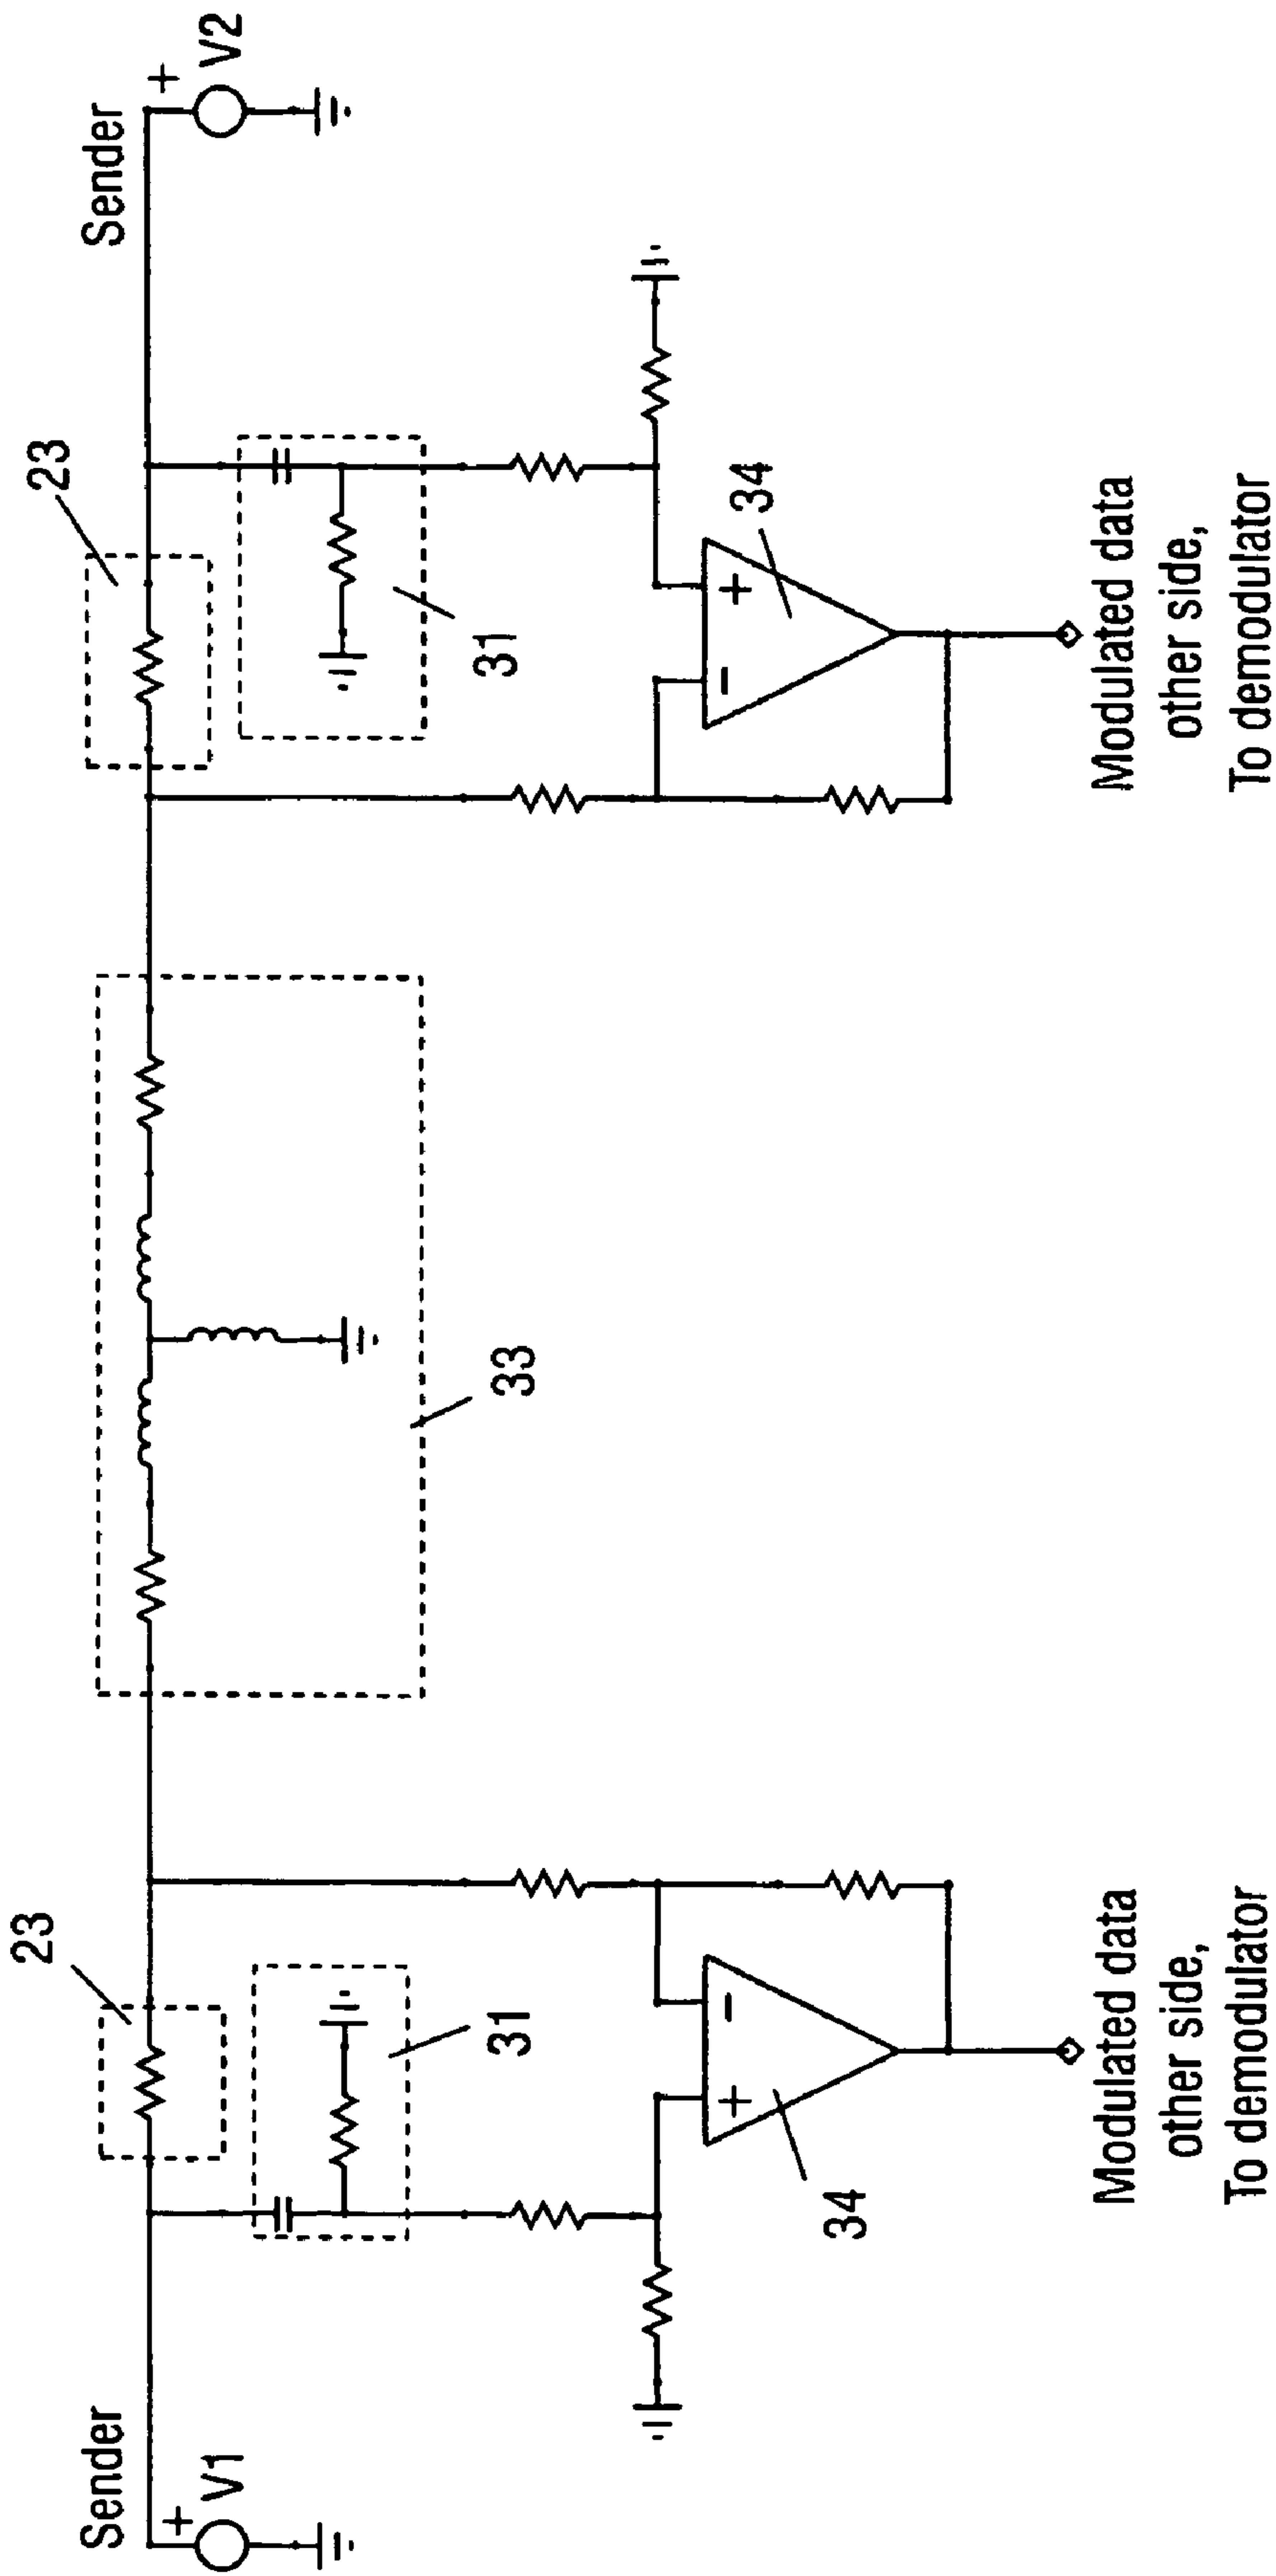 Sender
Sender
+
V1
+
V2
23
23
31
31
33
+
−
−
+
34
34
Modulated data
other side,
To demodulator
Modulated data
other side,
To demodulator